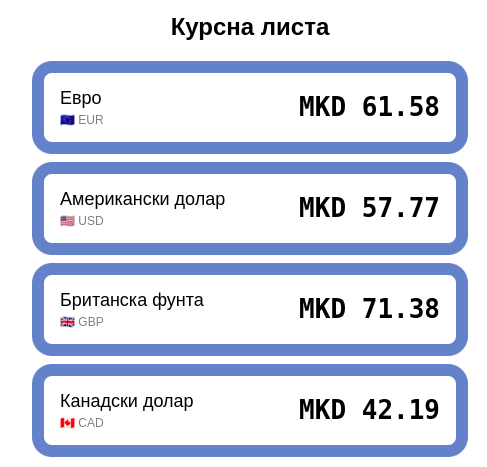 Курсна листа
Евро
MKD 61.58
🇪🇺 EUR
Американски долар
MKD 57.77
🇺🇸 USD
Британска фунта
MKD 71.38
🇬🇧 GBP
Канадски долар
MKD 42.19
🇨🇦 CAD